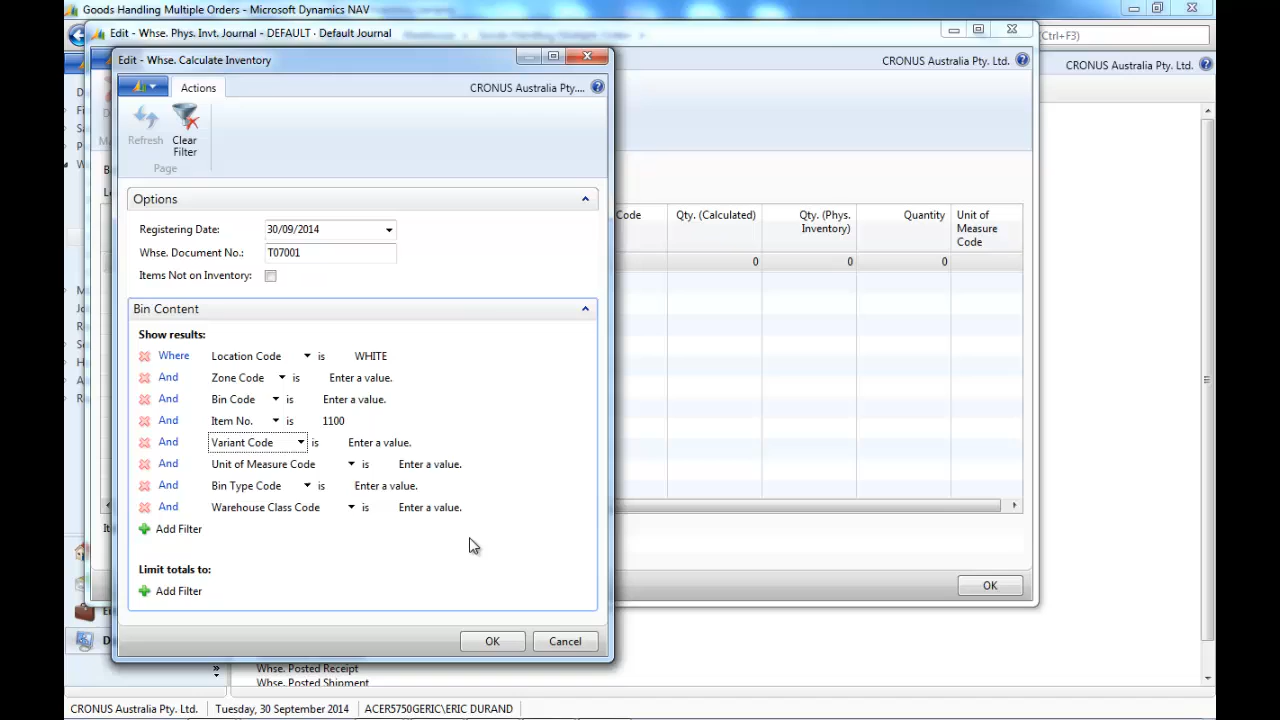 Goods Handling Multiple Orders - Microsoft Dynamics NAV
Edit - Whse. Phys. Invt. Journal - DEFAULT · Default Journal
(Ctrl+F3)
Edit - Whse. Calculate Inventory
CRONUS Australia Pty. Ltd.
CRONUS Australia Pty. Ltd.
Actions
CRONUS Australia Pty....
Refresh
Clear
Filter
Page
Options
Registering Date: 30/09/2014
Whse. Document No.: T07001
Items Not on Inventory:
Code
Qty. (Calculated)
Qty. (Phys.
Inventory)
Quantity
Unit of
Measure
Code
0 0 0
Bin Content
Show results:
Where Location Code is WHITE
And Zone Code is Enter a value.
And Bin Code is Enter a value.
And Item No. is 1100
And Variant Code is Enter a value.
And Unit of Measure Code is Enter a value.
And Bin Type Code is Enter a value.
And Warehouse Class Code is Enter a value.
Add Filter
Limit totals to:
Add Filter
OK
OK Cancel
Whse. Posted Receipt
Whse. Posted Shipment
CRONUS Australia Pty. Ltd. Tuesday, 30 September 2014 ACER5750GERIC\ERIC DURAND